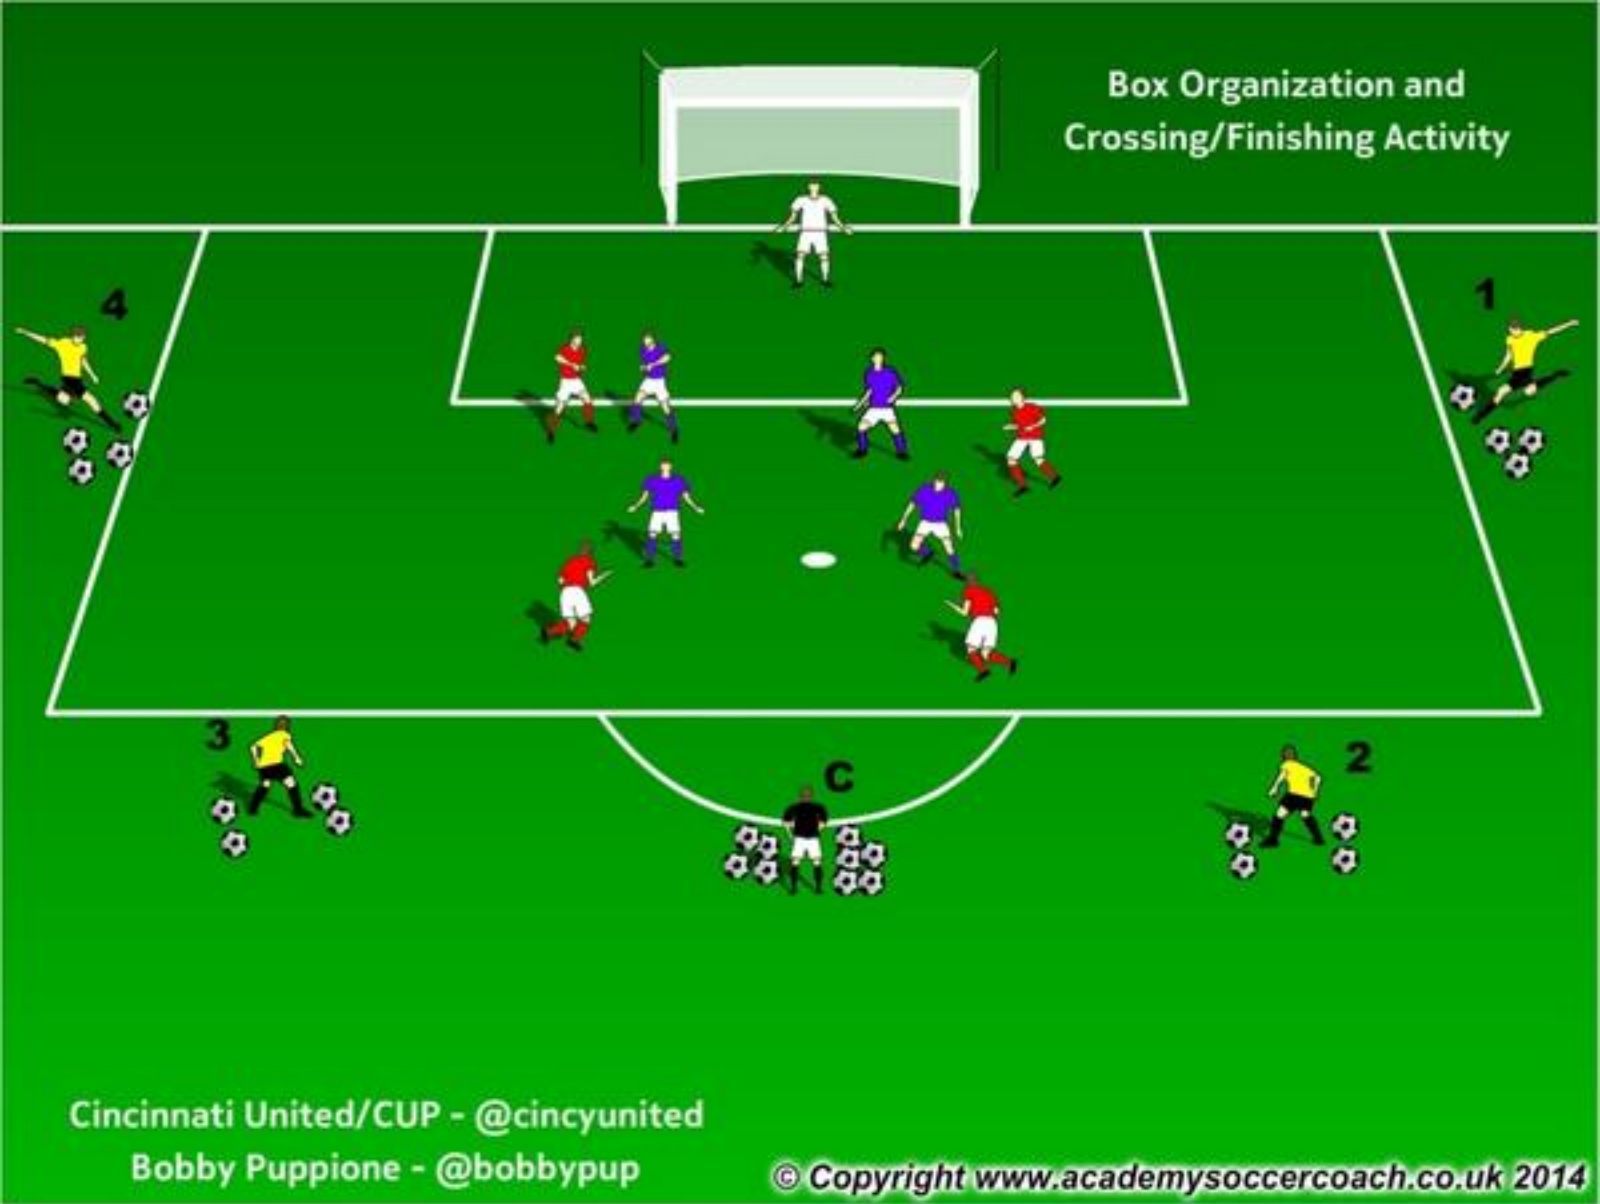 Box Organization and
Crossing/Finishing Activity
4
1
3
2
C
Cincinnati United/CUP - @cincyunited
Bobby Puppione - @bobbypup
© Copyright www.academysoccercoach.co.uk 2014